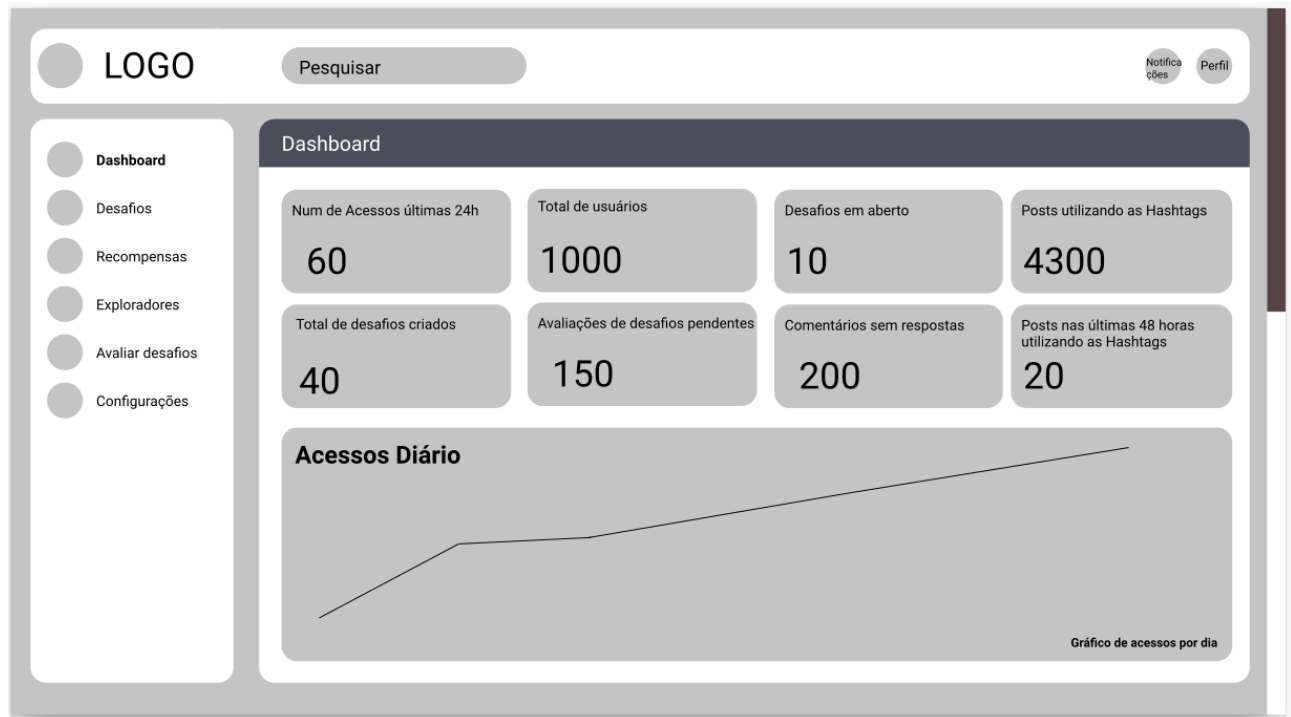 LOGO
Pesquisar
Notifica
ções
Perfil
Dashboard
Desafios
Recompensas
Exploradores
Avaliar desafios
Configurações
Dashboard
Num de Acessos últimas 24h
60
Total de usuários
1000
Desafios em aberto
10
Posts utilizando as Hashtags
4300
Total de desafios criados
40
Avaliações de desafios pendentes
150
Comentários sem respostas
200
Posts nas últimas 48 horas
utilizando as Hashtags
20
Acessos Diário
Gráfico de acessos por dia